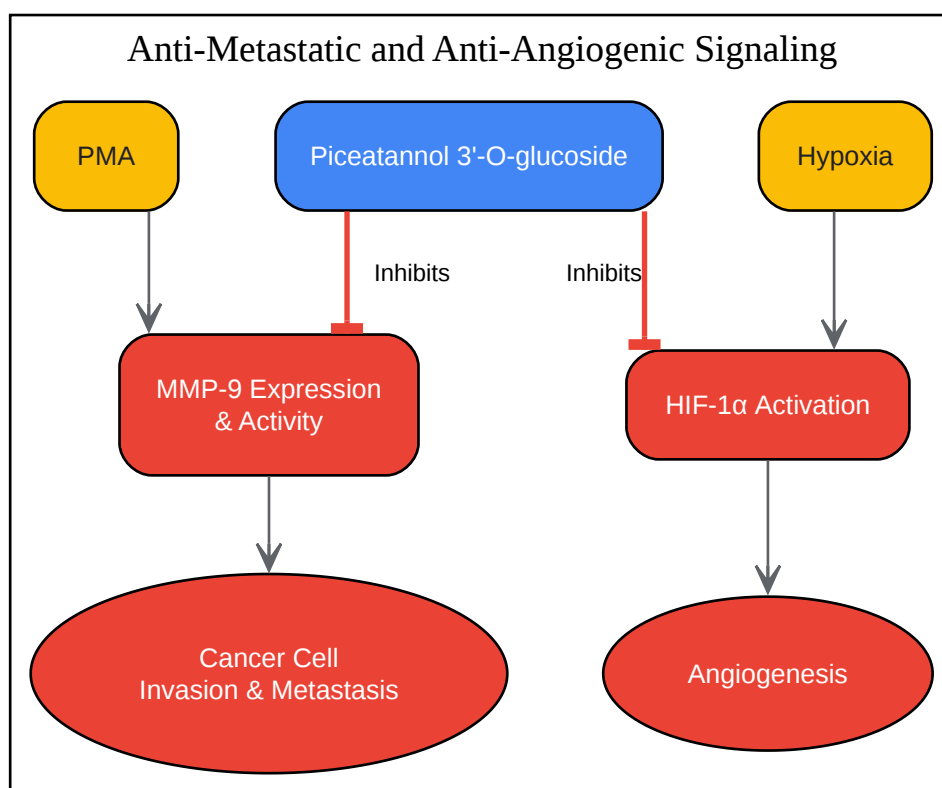 Anti-Metastatic and Anti-Angiogenic Signaling
PMA
Piceatannol 3'-O-glucoside
Hypoxia
Inhibits
Inhibits
MMP-9 Expression
& Activity
HIF-1α Activation
Cancer Cell
Invasion & Metastasis
Angiogenesis